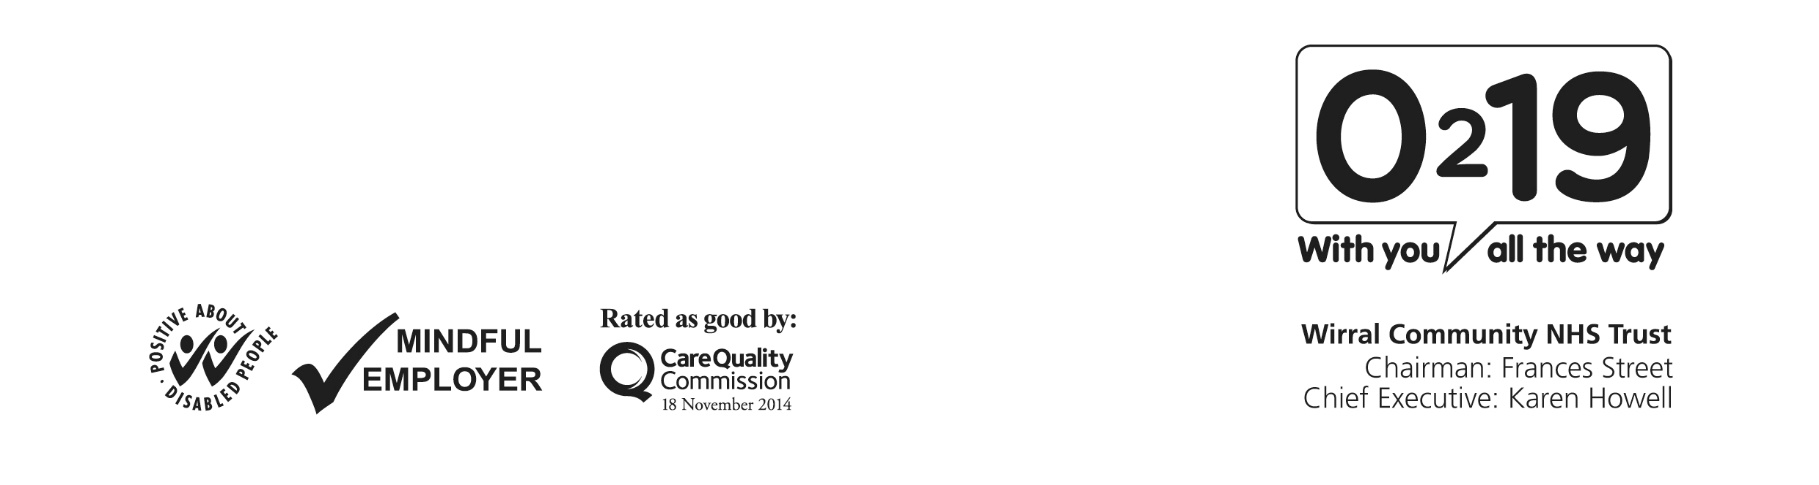 POSITIVE ABOUT
DISABLED PEOPLE
MINDFUL
EMPLOYER
Rated as good by:
CareQuality
Commission
18 November 2014
0219
With you all the way
Wirral Community NHS Trust
Chairman: Frances Street
Chief Executive: Karen Howell